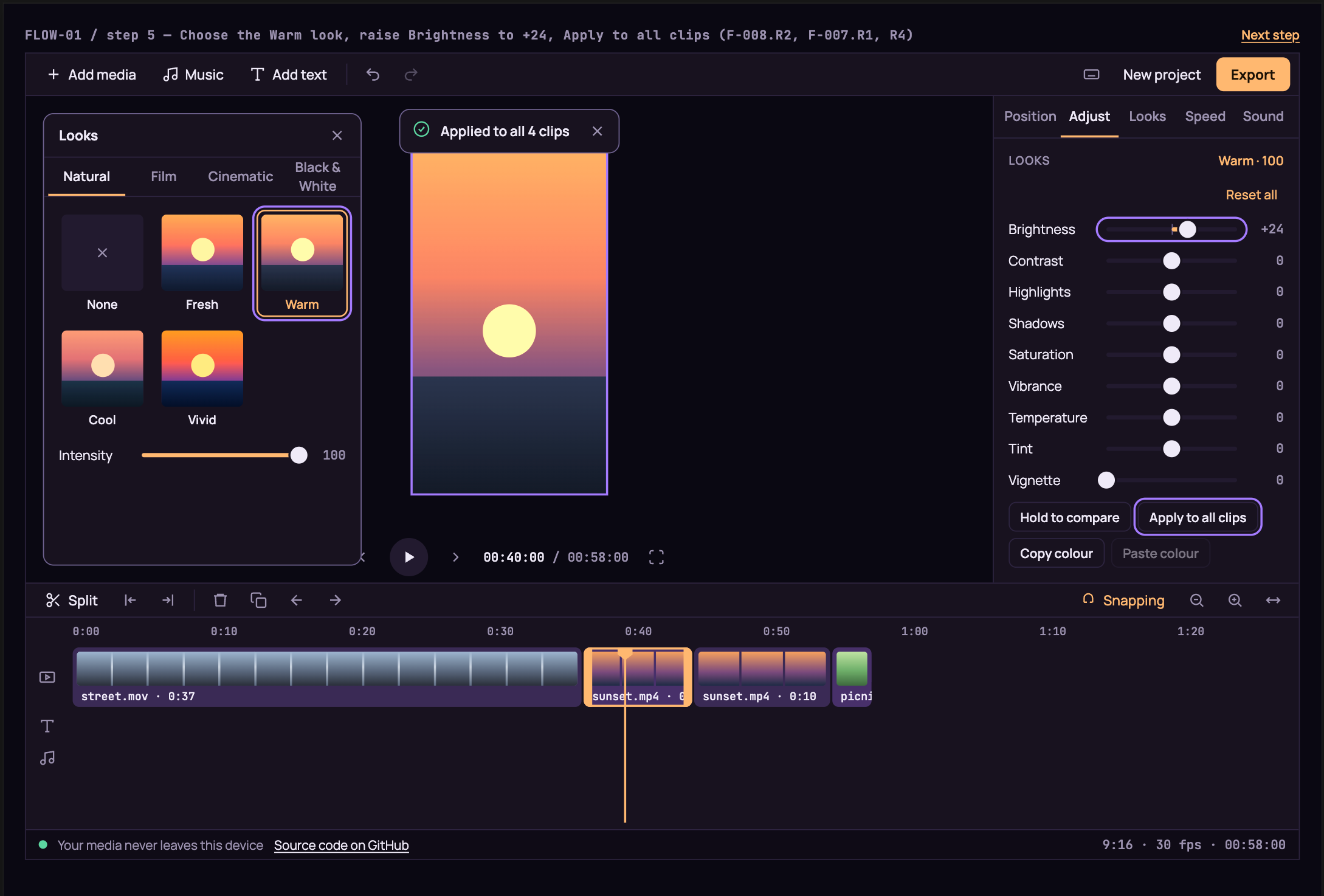 FLOW-01 / step 5 — Choose the Warm look, raise Brightness to +24, Apply to all clips (F-008.R2, F-007.R1, R4)
Next step
Add media
Music
Add text
New project
Export
Looks
Applied to all 4 clips
Position
Adjust
Looks
Speed
Sound
Natural
Film
Cinematic
Black &
White
LOOKS
Warm · 100
Reset all
None
Fresh
Warm
Cool
Vivid
Intensity
100
Brightness
+24
Contrast
0
Highlights
0
Shadows
0
Saturation
0
Vibrance
0
Temperature
0
Tint
0
Vignette
0
Hold to compare
Apply to all clips
Copy colour
Paste colour
00:40:00 / 00:58:00
Split
Snapping
0:00
0:10
0:20
0:30
0:40
0:50
1:00
1:10
1:20
street.mov · 0:37
sunset.mp4 · 0
sunset.mp4 · 0:10
picni
Your media never leaves this device
Source code on GitHub
9:16 · 30 fps · 00:58:00